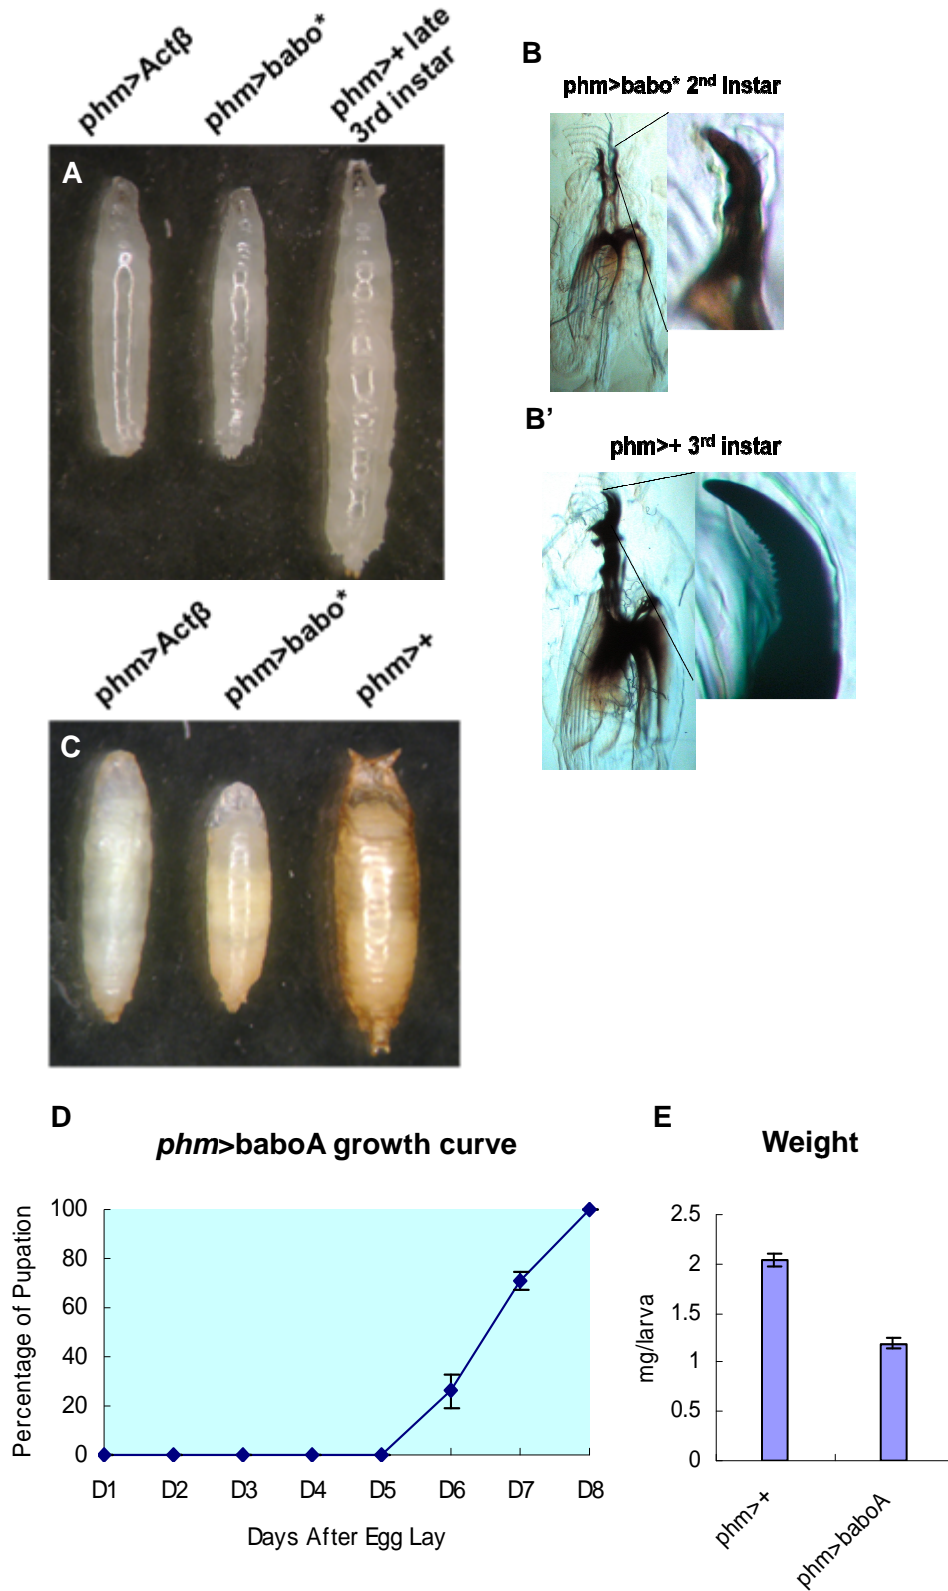 phm>Actβ
phm>babo*
phm>+ late
3rd instar
A
B
phm>babo* 2nd Instar
B’
phm>+ 3rd instar
phm>Actβ
phm>babo*
phm>+
C
D
phm>baboA growth curve
Percentage of Pupation
100
80
60
40
20
0
D1 D2 D3 D4 D5 D6 D7 D8
Days After Egg Lay
E
Weight
mg/larva
2.5
2
1.5
1
0.5
0
phm>+
phm>baboA